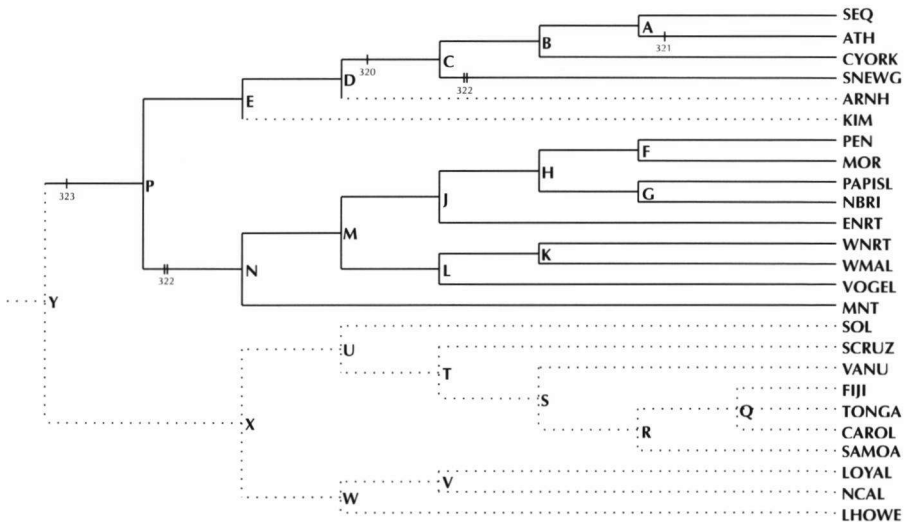 SEQ
A
ATH
321
B
CYORK
320
C
SNEWG
D
322
E
ARNH
KIM
PEN
F
MOR
H
PAPISL
323
P
G
J
NBRI
ENRT
M
WNRT
K
WMAL
322
N
L
VOGEL
Y
MNT
SOL
U
SCRUZ
T
VANU
FIJI
S
Q
TONGA
X
R
CAROL
SAMOA
LOYAL
V
NCAL
W
LHOWE